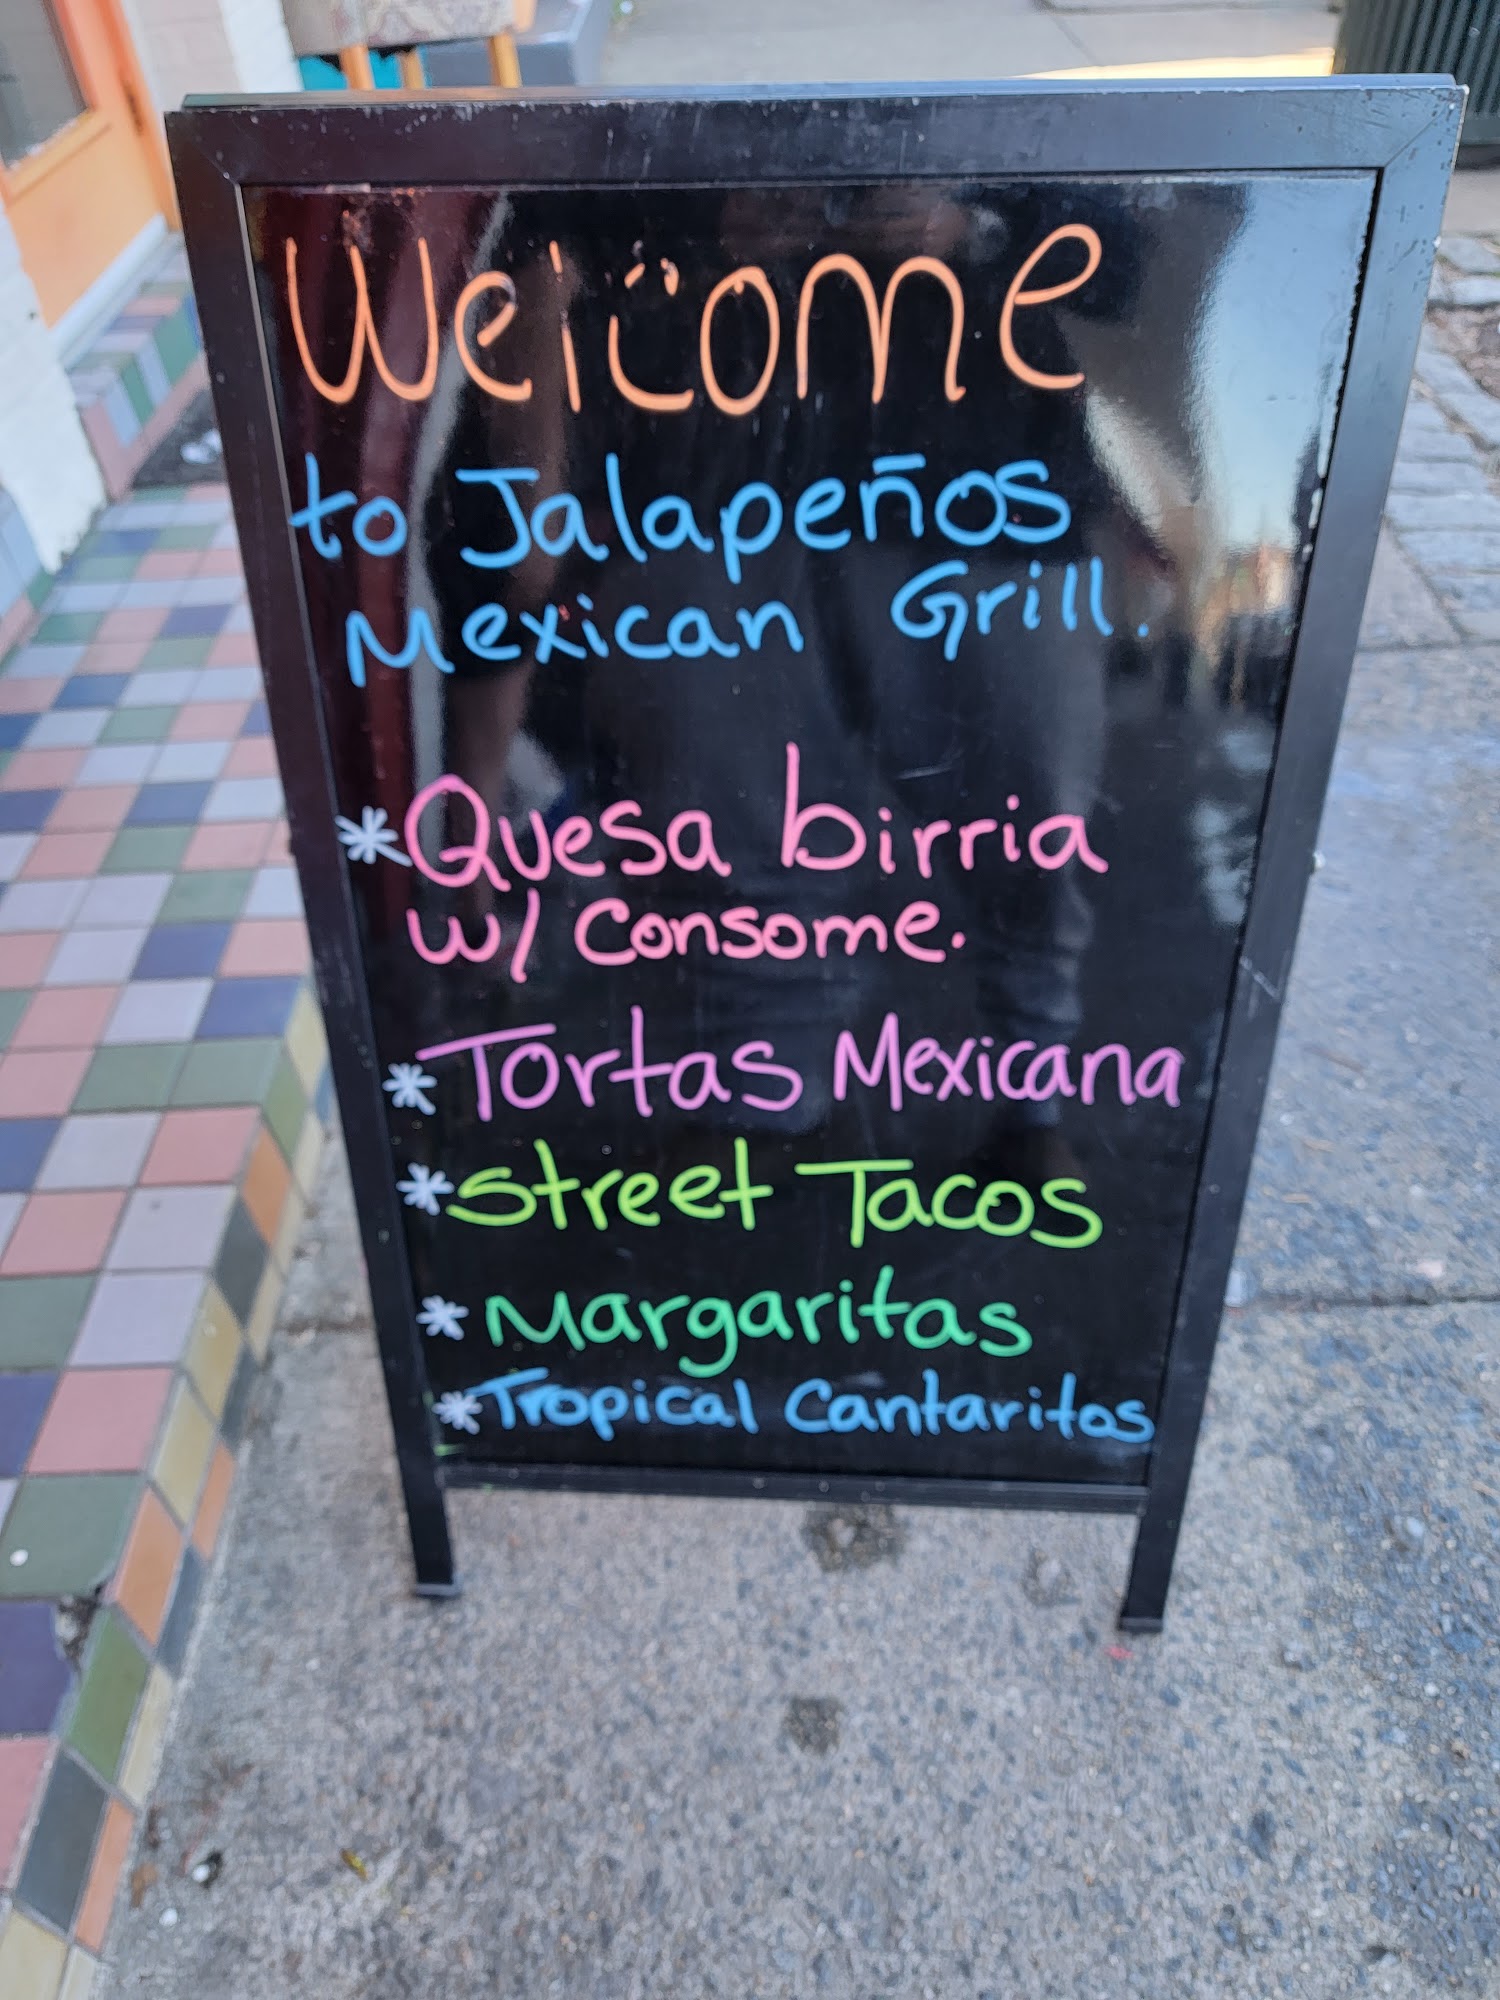 Welcome
to Jalapeños
Mexican Grill.
* Quesa birria
w/ Consome.
* Tortas Mexicana
* Street Tacos
* Margaritas
* Tropical Cantaritos